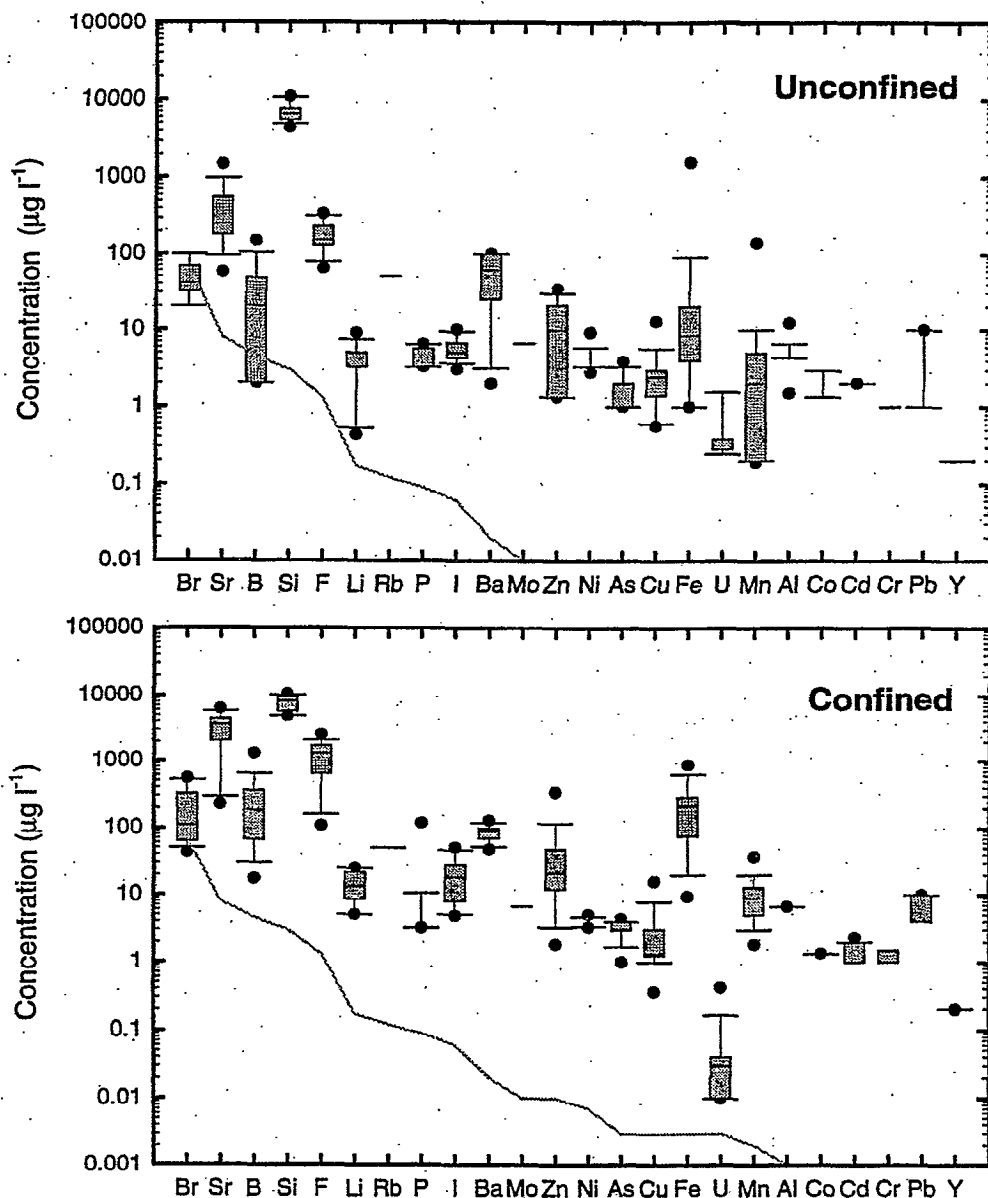 100000
Unconfined
10000
1000
100
10
1
0.1
0.01
Concentration (µg l⁻¹)
Br Sr B Si F Li Rb P I Ba Mo Zn Ni As Cu Fe U Mn Al Co Cd Cr Pb Y
100000
Confined
10000
1000
100
10
1
0.1
0.01
0.001
Concentration (µg l⁻¹)
Br Sr B Si F Li Rb P I Ba Mo Zn Ni As Cu Fe U Mn Al Co Cd Cr Pb Y